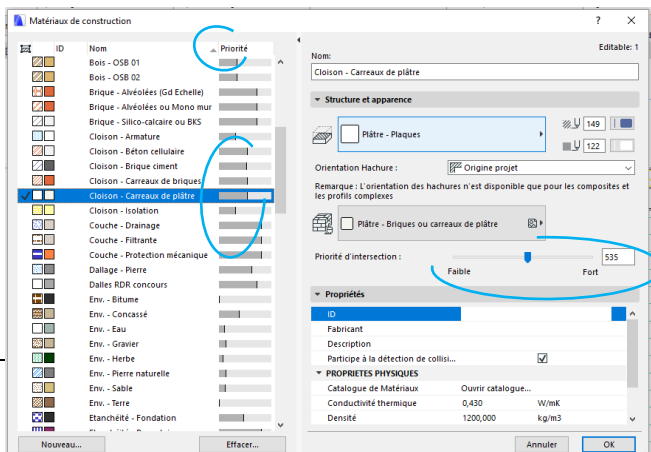 Matériaux de construction
? ×
ID Nom Priorité
Bois - OSB 01
Bois - OSB 02
Brique - Alvéolées (Gd Echelle)
Brique - Alvéolées ou Mono mur
Brique - Silico-calcaire ou BKS
Cloison - Armature
Cloison - Béton cellulaire
Cloison - Brique ciment
Cloison - Carreaux de briques
Cloison - Carreaux de plâtre
Cloison - Isolation
Couche - Drainage
Couche - Filtrante
Couche - Protection mécanique
Dallage - Pierre
Dalles RDR concours
Env. - Bitume
Env. - Concassé
Env. - Eau
Env. - Gravier
Env. - Herbe
Env. - Pierre naturelle
Env. - Sable
Env. - Terre
Etanchéité - Fondation
Nouveau...
Effacer...
Editable: 1
Nom:
Cloison - Carreaux de plâtre
Structure et apparence
Plâtre - Plaques
149
122
Orientation Hachure :
Origine projet
Remarque : L'orientation des hachures n'est disponible que pour les composites et
les profils complexes
Plâtre - Briques ou carreaux de plâtre
Priorité d'intersection :
535
Faible Fort
Propriétés
ID
Fabricant
Description
Participe à la détection de collisi...
PROPRIETES PHYSIQUES
Catalogue de Matériaux Ouvrir catalogue...
Conductivité thermique 0,430 W/mK
Densité 1200,000 kg/m3
Annuler
OK